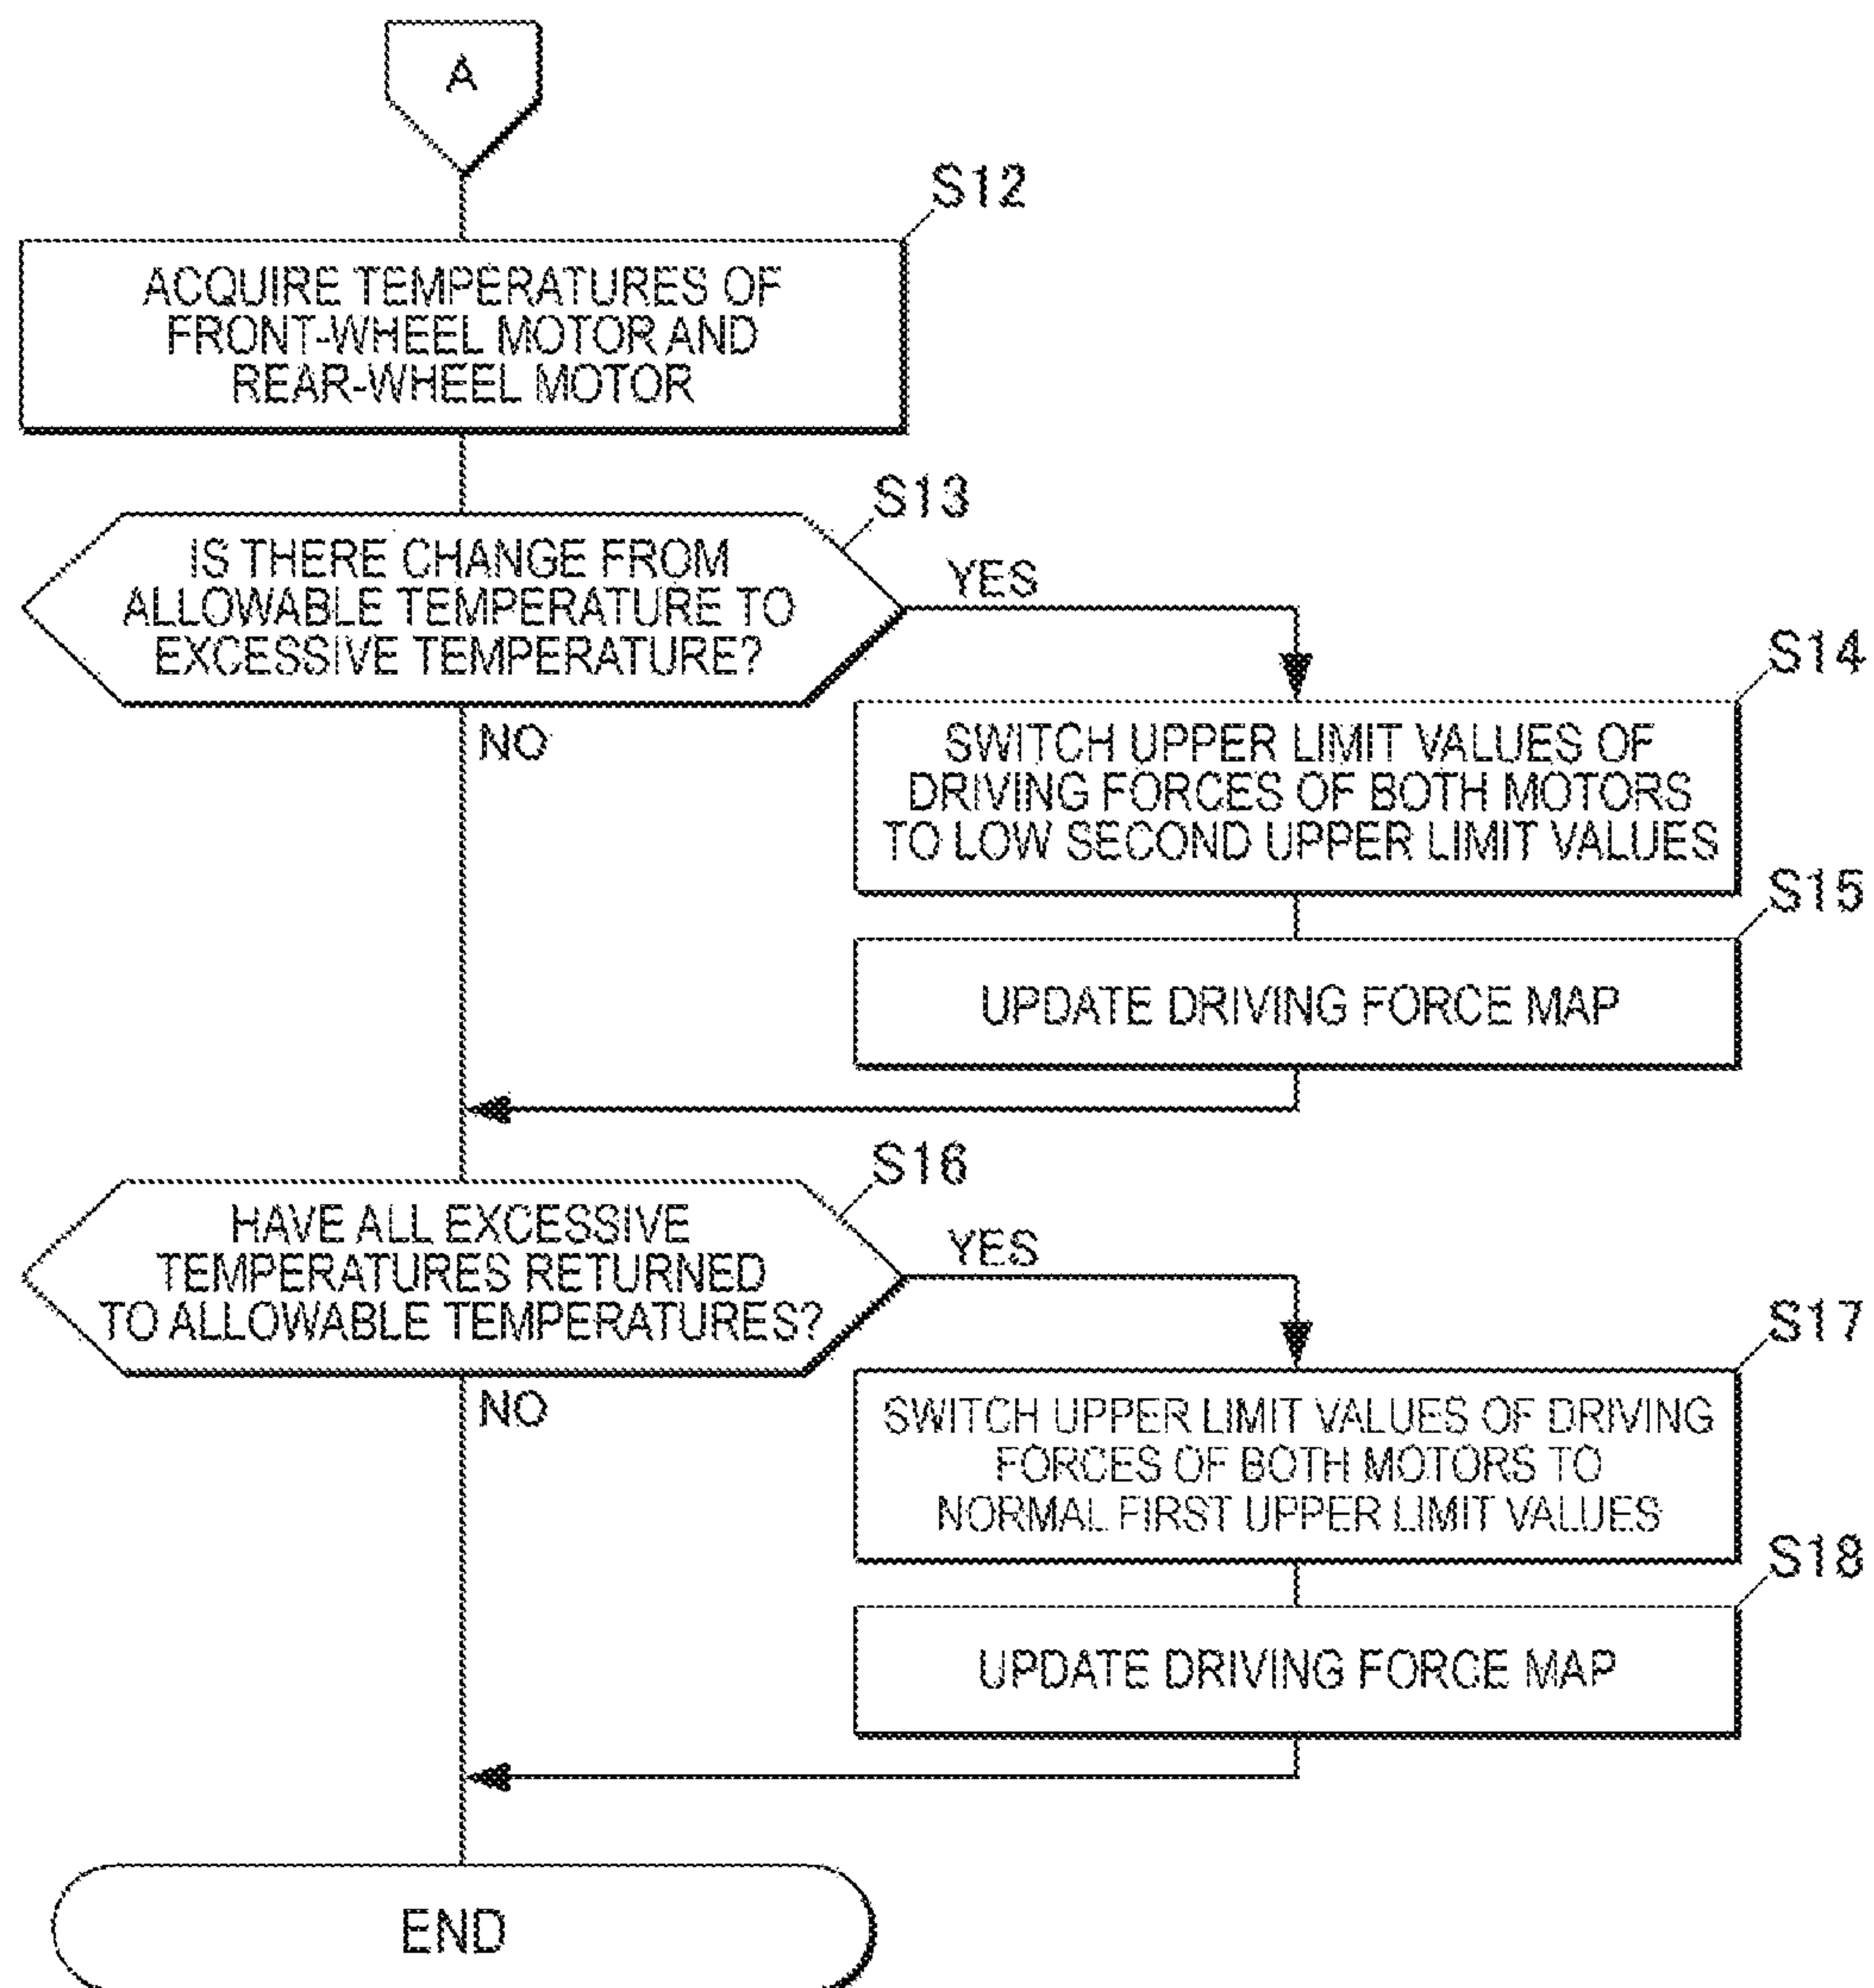 A
S12
ACQUIRE TEMPERATURES OF
FRONT-WHEEL MOTOR AND
REAR-WHEEL MOTOR
S13
IS THERE CHANGE FROM
ALLOWABLE TEMPERATURE TO
EXCESSIVE TEMPERATURE?
YES
NO
S14
SWITCH UPPER LIMIT VALUES OF
DRIVING FORCES OF BOTH MOTORS
TO LOW SECOND UPPER LIMIT VALUES
S15
UPDATE DRIVING FORCE MAP
S16
HAVE ALL EXCESSIVE
TEMPERATURES RETURNED
TO ALLOWABLE TEMPERATURES?
YES
NO
S17
SWITCH UPPER LIMIT VALUES OF DRIVING
FORCES OF BOTH MOTORS TO
NORMAL FIRST UPPER LIMIT VALUES
S18
UPDATE DRIVING FORCE MAP
END